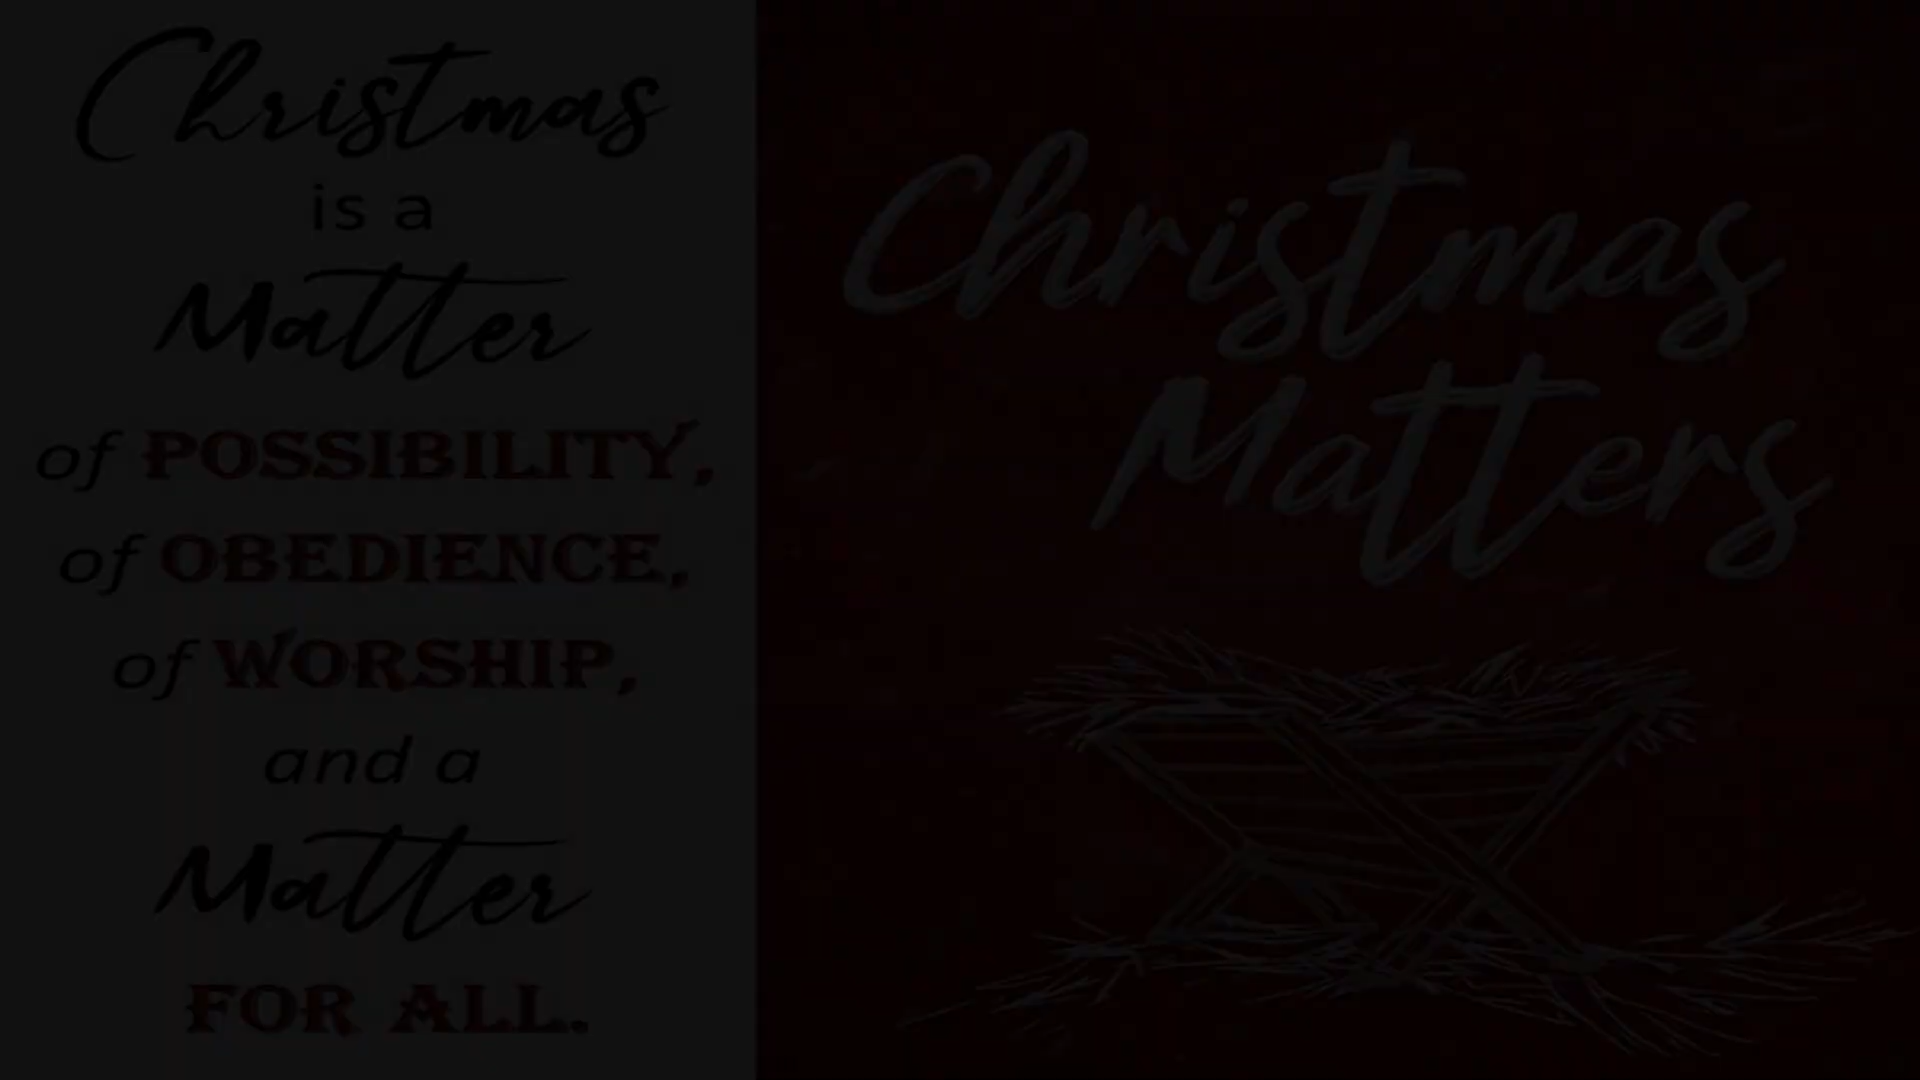 Christmas
is a
Matter
of POSSIBILITY,
of OBEDIENCE,
of WORSHIP,
and a
Matter
FOR ALL.
Christmas
Matters